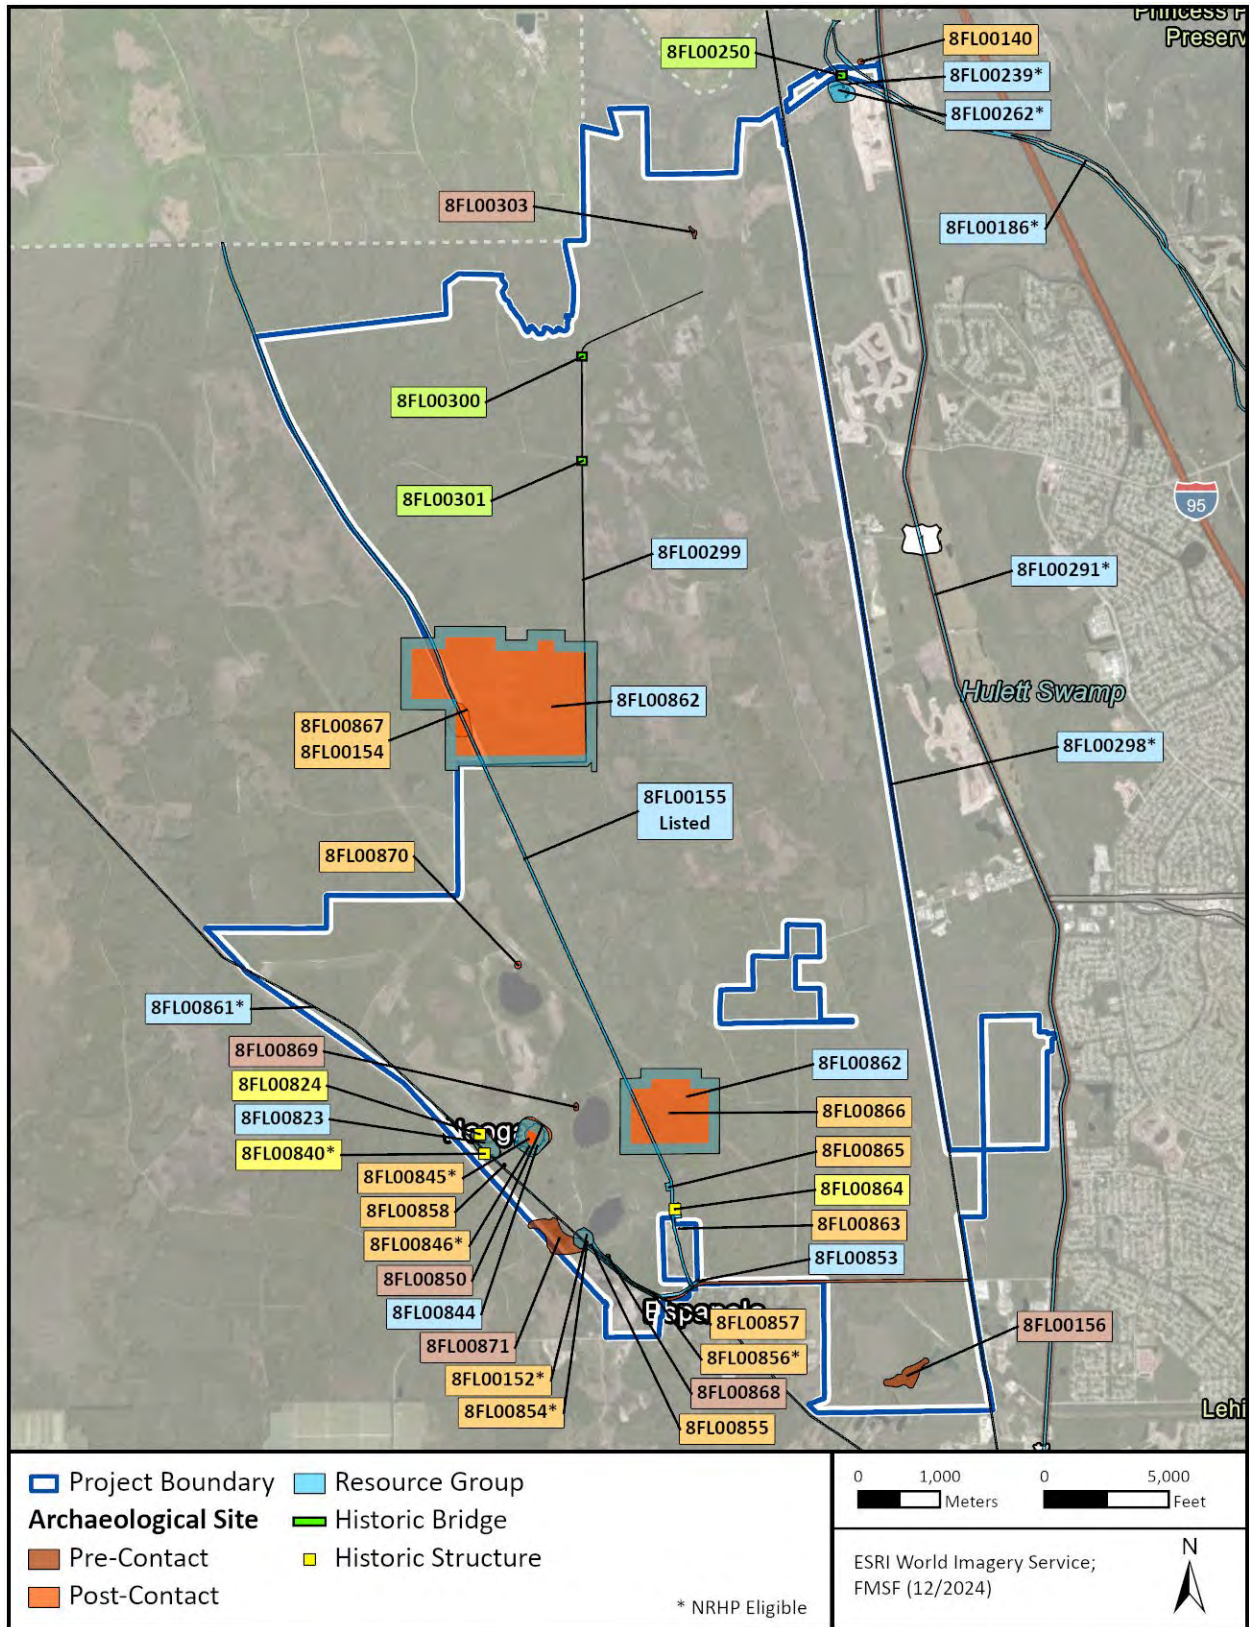 Princess P
Preserv
8FL00250
8FL00140
8FL00239*
8FL00262*
8FL00303
8FL00186*
8FL00300
8FL00301
95
8FL00299
8FL00291*
Hulett Swamp
8FL00862
8FL00867
8FL00154
8FL00298*
8FL00155
Listed
8FL00870
8FL00861*
8FL00869
8FL00862
8FL00824
8FL00866
8FL00823
8FL00840*
8FL00865
8FL00845*
8FL00864
8FL00858
8FL00863
8FL00846*
8FL00853
8FL00850
8FL00844
8FL00857
8FL00156
8FL00871
8FL00856*
8FL00152*
8FL00868
8FL00854*
8FL00855
Lehi
Project Boundary
Resource Group
Archaeological Site
Historic Bridge
Pre-Contact
Historic Structure
Post-Contact
* NRHP Eligible
0 1,000
Meters
0 5,000
Feet
ESRI World Imagery Service;
FMSF (12/2024)
N